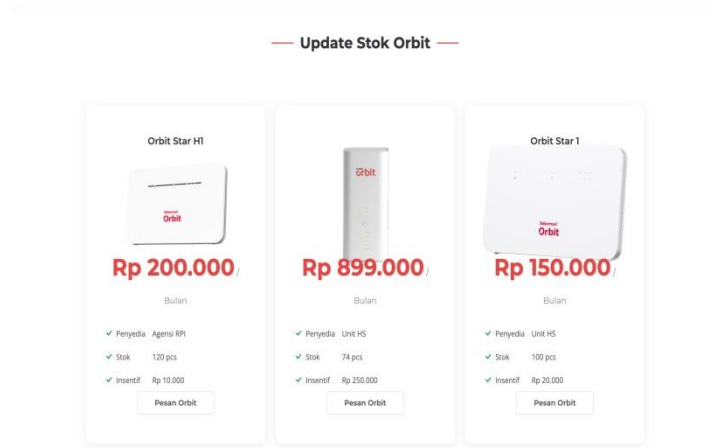 Update Stok Orbit
Orbit Star H1
Telkomsel
Orbit
Rp 200.000/
Bulan
Penyedia Agensi RPI
Stok 120 pcs
Insentif Rp 10.000
Pesan Orbit
orbit
Rp 899.000/
Bulan
Penyedia Unit HS
Stok 74 pcs
Insentif Rp 250.000
Pesan Orbit
Orbit Star 1
Telkomsel
Orbit
Rp 150.000/
Bulan
Penyedia Unit HS
Stok 100 pcs
Insentif Rp 20.000
Pesan Orbit